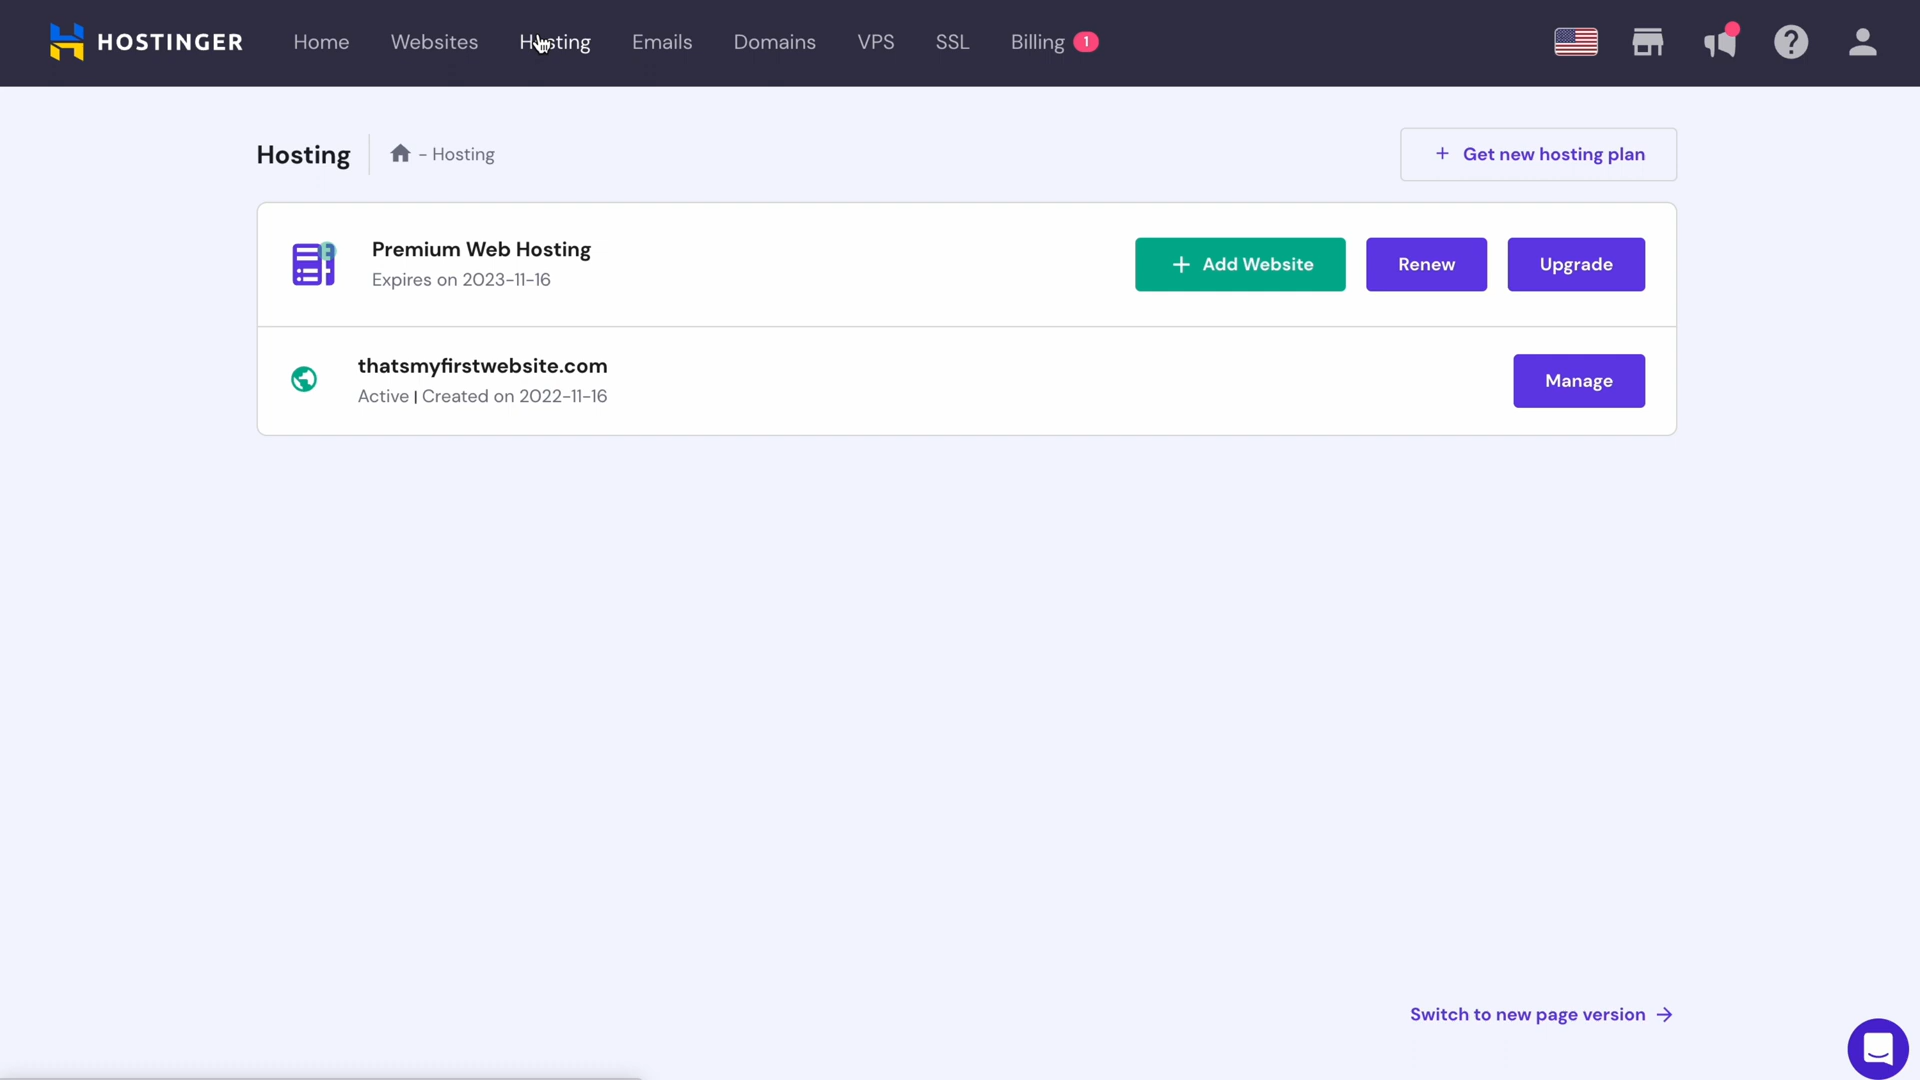 HOSTINGER Home Websites Hosting Emails Domains VPS SSL Billing 1
Hosting - Hosting + Get new hosting plan
Premium Web Hosting
Expires on 2023-11-16
+ Add Website Renew Upgrade
thatsmyfirstwebsite.com
Active | Created on 2022-11-16
Manage
Switch to new page version →